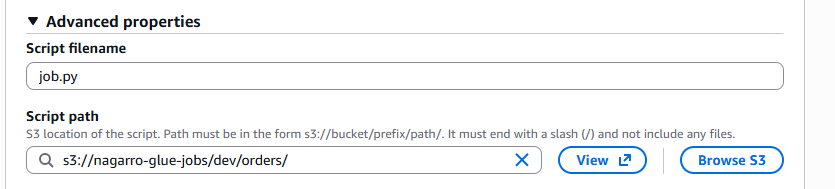 Advanced properties
Script filename
job.py
Script path
S3 location of the script. Path must be in the form s3://bucket/prefix/path/. It must end with a slash (/) and not include any files.
s3://nagarro-glue-jobs/dev/orders/ View Browse S3